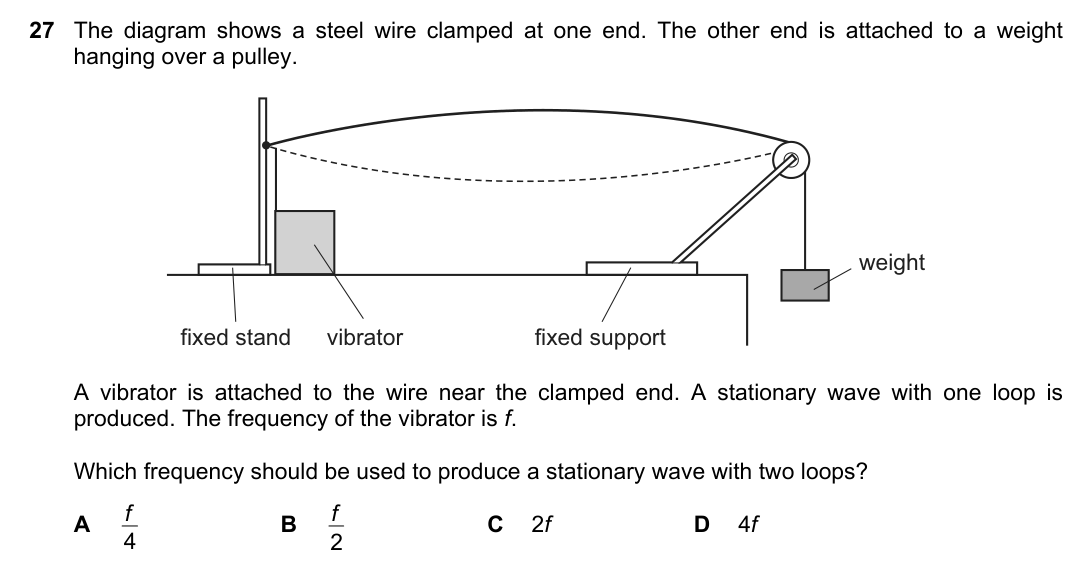 27 The diagram shows a steel wire clamped at one end. The other end is attached to a weight
hanging over a pulley.
weight
fixed stand vibrator fixed support
A vibrator is attached to the wire near the clamped end. A stationary wave with one loop is
produced. The frequency of the vibrator is f.
Which frequency should be used to produce a stationary wave with two loops?
A f/4 B f/2 C 2f D 4f